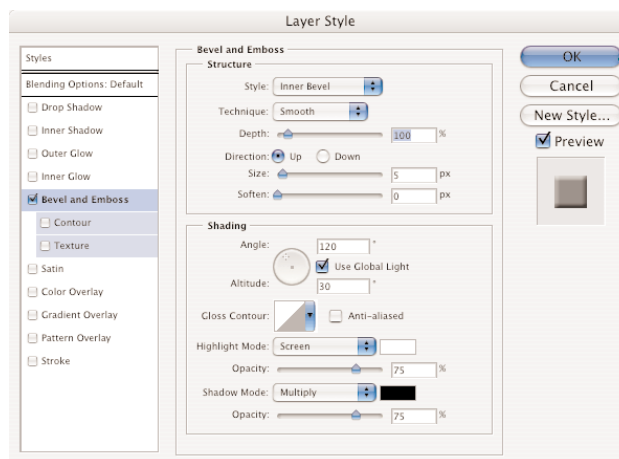 Layer Style
Styles
Blending Options: Default
Drop Shadow
Inner Shadow
Outer Glow
Inner Glow
Bevel and Emboss
Contour
Texture
Satin
Color Overlay
Gradient Overlay
Pattern Overlay
Stroke
Bevel and Emboss
Structure
Style: Inner Bevel
Technique: Smooth
Depth: 100 %
Direction: Up Down
Size: 5 px
Soften: 0 px
Shading
Angle: 120 °
Use Global Light
Altitude: 30 °
Gloss Contour: Anti-aliased
Highlight Mode: Screen
Opacity: 75 %
Shadow Mode: Multiply
Opacity: 75 %
OK
Cancel
New Style...
Preview